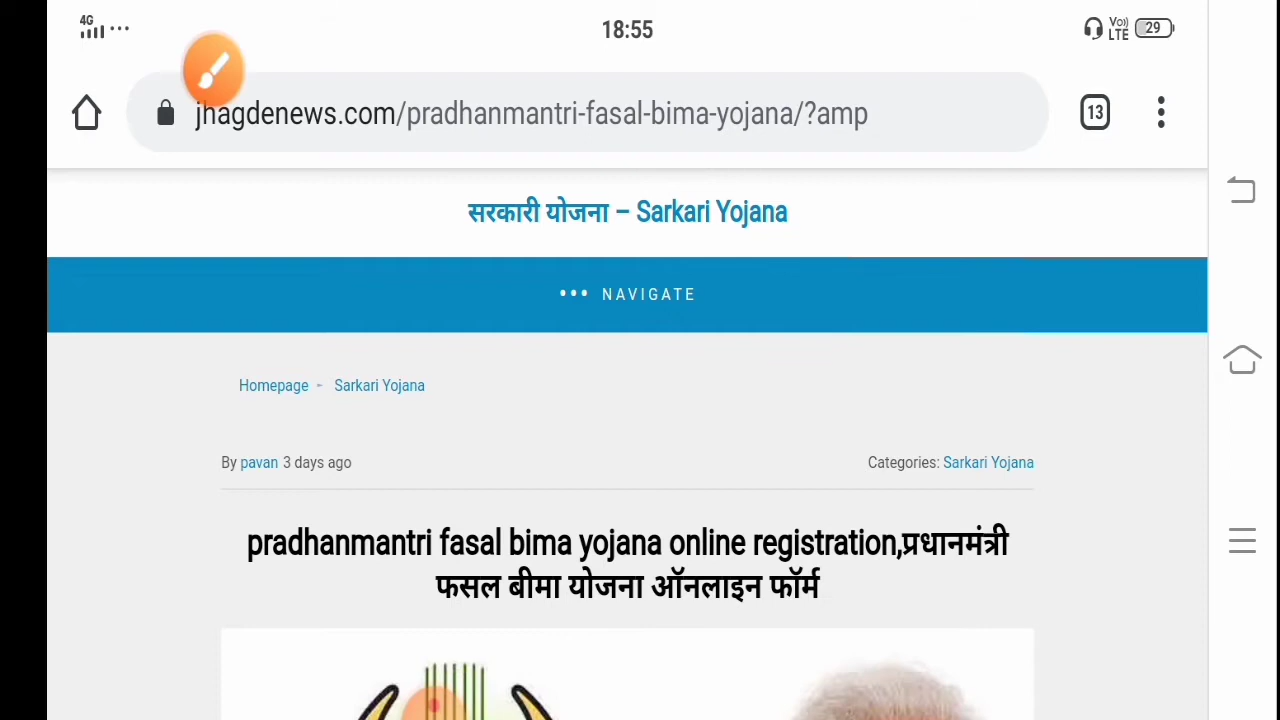 4G
18:55
Vo))
LTE
29
jhagdenews.com/pradhanmantri-fasal-bima-yojana/?amp
13
सरकारी योजना – Sarkari Yojana
••• NAVIGATE
Homepage - Sarkari Yojana
By pavan 3 days ago
Categories: Sarkari Yojana
pradhanmantri fasal bima yojana online registration,प्रधानमंत्री
फसल बीमा योजना ऑनलाइन फॉर्म